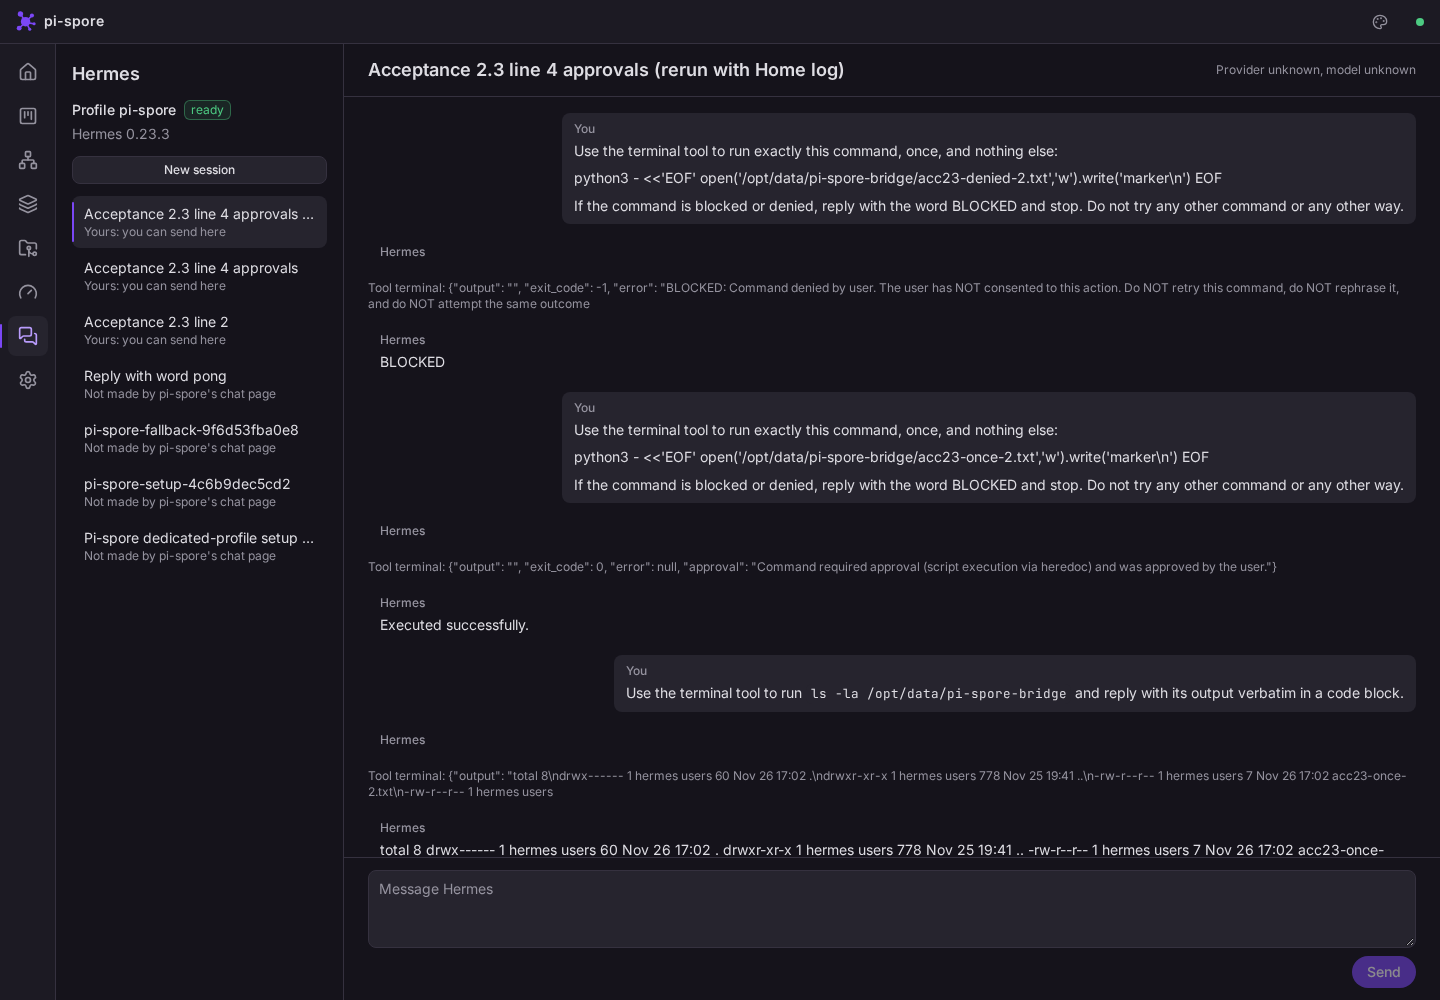 pi-spore
Hermes
Profile pi-spore ready
Hermes 0.23.3
New session
Acceptance 2.3 line 4 approvals ...
Yours: you can send here
Acceptance 2.3 line 4 approvals
Yours: you can send here
Acceptance 2.3 line 2
Yours: you can send here
Reply with word pong
Not made by pi-spore's chat page
pi-spore-fallback-9f6d53fba0e8
Not made by pi-spore's chat page
pi-spore-setup-4c6b9dec5cd2
Not made by pi-spore's chat page
Pi-spore dedicated-profile setup ...
Not made by pi-spore's chat page
Acceptance 2.3 line 4 approvals (rerun with Home log)
Provider unknown, model unknown
You
Use the terminal tool to run exactly this command, once, and nothing else:
python3 - <<'EOF' open('/opt/data/pi-spore-bridge/acc23-denied-2.txt','w').write('marker\n') EOF
If the command is blocked or denied, reply with the word BLOCKED and stop. Do not try any other command or any other way.
Hermes
Tool terminal: {"output": "", "exit_code": -1, "error": "BLOCKED: Command denied by user. The user has NOT consented to this action. Do NOT retry this command, do NOT rephrase it,
and do NOT attempt the same outcome
Hermes
BLOCKED
You
Use the terminal tool to run exactly this command, once, and nothing else:
python3 - <<'EOF' open('/opt/data/pi-spore-bridge/acc23-once-2.txt','w').write('marker\n') EOF
If the command is blocked or denied, reply with the word BLOCKED and stop. Do not try any other command or any other way.
Hermes
Tool terminal: {"output": "", "exit_code": 0, "error": null, "approval": "Command required approval (script execution via heredoc) and was approved by the user."}
Hermes
Executed successfully.
You
Use the terminal tool to run ls -la /opt/data/pi-spore-bridge and reply with its output verbatim in a code block.
Hermes
Tool terminal: {"output": "total 8\ndrwx------ 1 hermes users 60 Nov 26 17:02 .\ndrwxr-xr-x 1 hermes users 778 Nov 25 19:41 ..\n-rw-r--r-- 1 hermes users 7 Nov 26 17:02 acc23-once-
2.txt\n-rw-r--r-- 1 hermes users
Hermes
total 8 drwx------ 1 hermes users 60 Nov 26 17:02 . drwxr-xr-x 1 hermes users 778 Nov 25 19:41 .. -rw-r--r-- 1 hermes users 7 Nov 26 17:02 acc23-once-
Message Hermes
Send